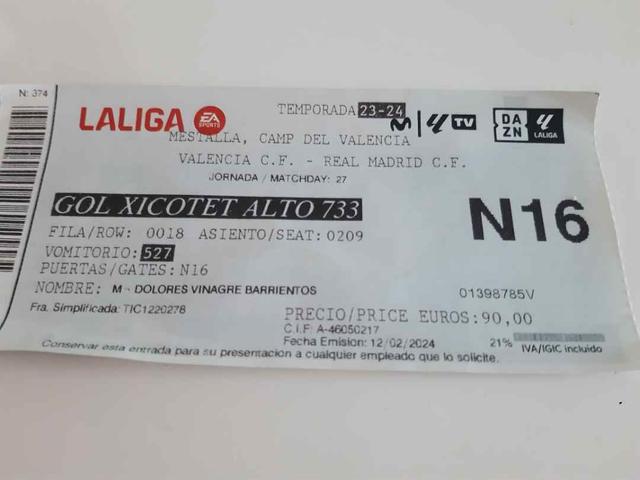 N: 374
LALIGA EA SPORTS
TEMPORADA 23-24
M TV DAZN LALIGA
MESTALLA, CAMP DEL VALENCIA
VALENCIA C.F. - REAL MADRID C.F.
JORNADA / MATCHDAY: 27
GOL XICOTET ALTO 733
N16
FILA/ROW: 0018 ASIENTO/SEAT:0209
VOMITORIO:527
PUERTAS/GATES:N16
NOMBRE: M - DOLORES VINAGRE BARRIENTOS
01398785V
Fra. Simplificada: TIC1220278
PRECIO/PRICE EUROS:90,00
C.I.F: A-46050217
Fecha Emision: 12/02/2024
21% IVA/IGIC incluido
Conservar esta entrada para su presentacion a cualquier empleado que lo solicite.